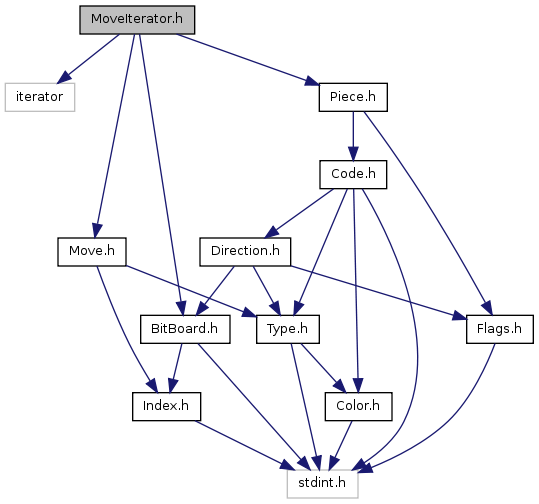 MoveIterator.h
iterator
Piece.h
Code.h
Move.h
Direction.h
BitBoard.h
Type.h
Flags.h
Index.h
Color.h
stdint.h